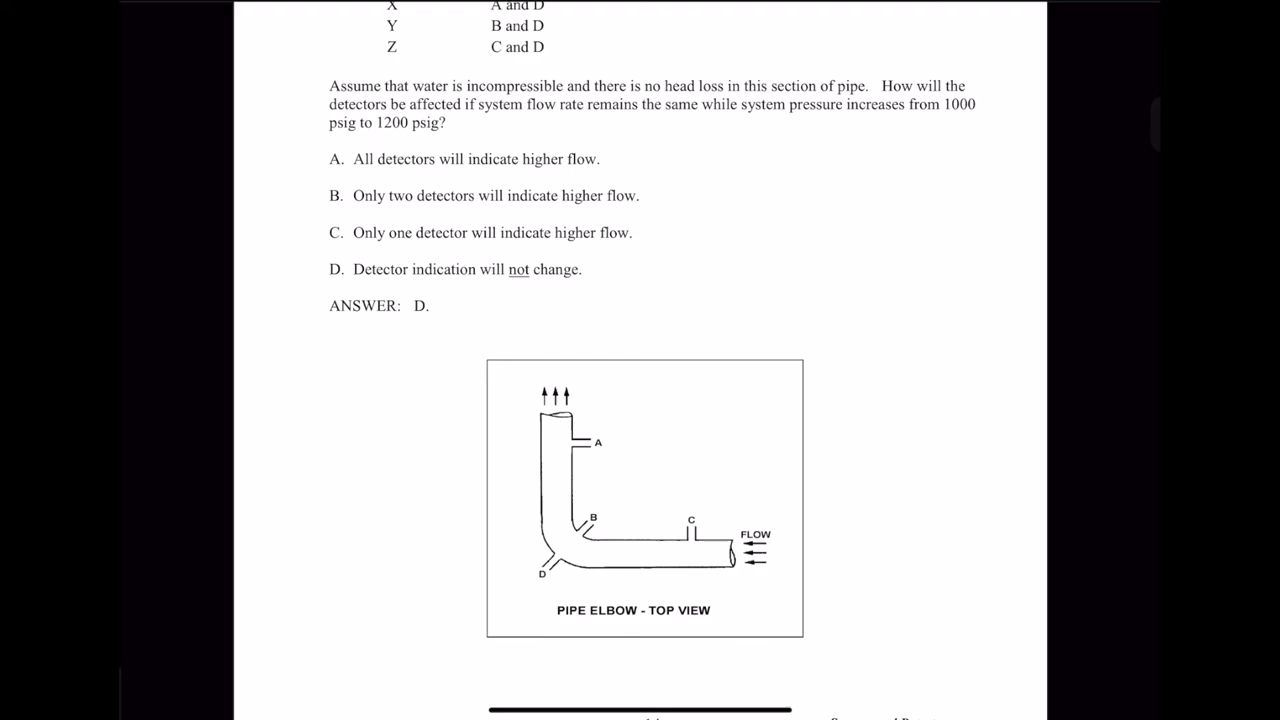 X A and D
Y B and D
Z C and D
Assume that water is incompressible and there is no head loss in this section of pipe. How will the
detectors be affected if system flow rate remains the same while system pressure increases from 1000
psig to 1200 psig?
A. All detectors will indicate higher flow.
B. Only two detectors will indicate higher flow.
C. Only one detector will indicate higher flow.
D. Detector indication will not change.
ANSWER: D.
A
B
C
FLOW
D
PIPE ELBOW - TOP VIEW